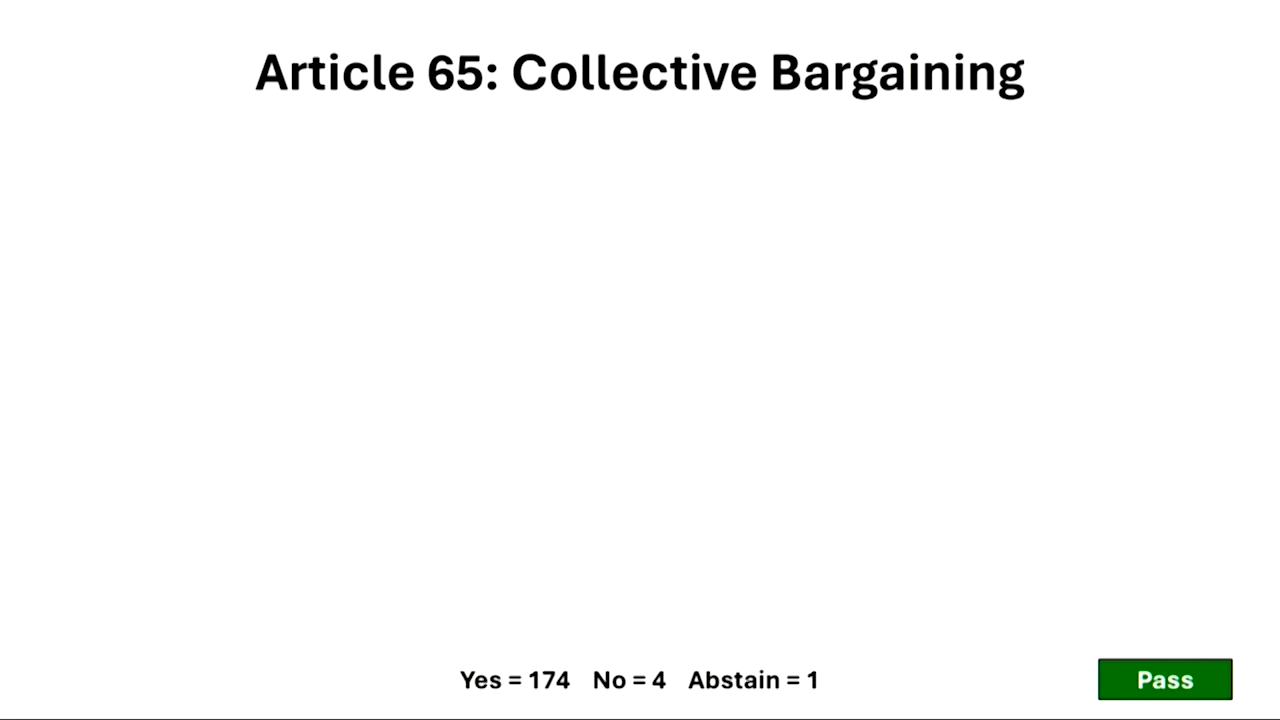 Article 65: Collective Bargaining
Yes = 174 No = 4 Abstain = 1
Pass